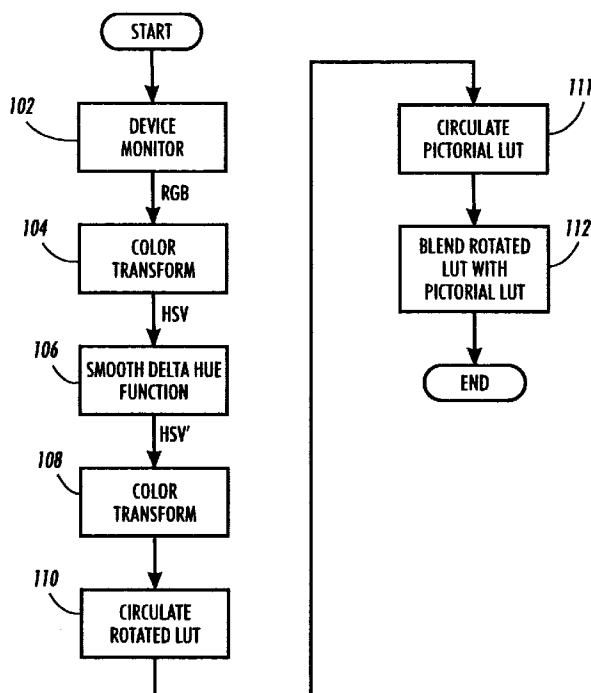 START
102
DEVICE
MONITOR
RGB
104
COLOR
TRANSFORM
HSV
106
SMOOTH DELTA HUE
FUNCTION
HSV'
108
COLOR
TRANSFORM
110
CIRCULATE
ROTATED LUT
111
CIRCULATE
PICTORIAL LUT
112
BLEND ROTATED
LUT WITH
PICTORIAL LUT
END